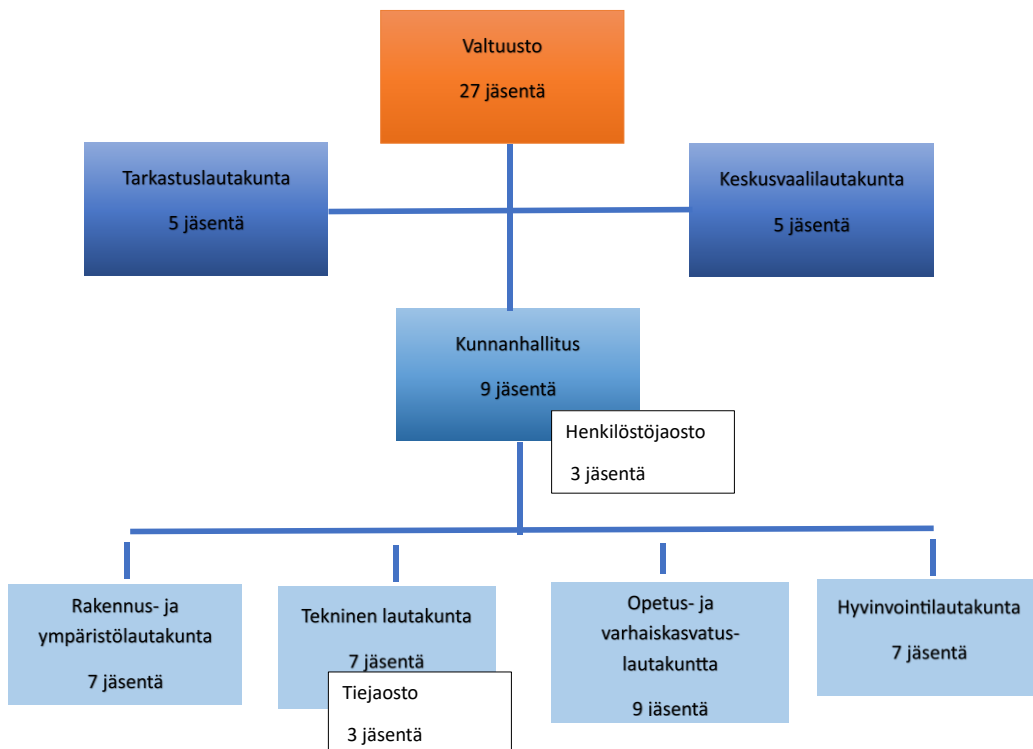 Valtuusto
27 jäsentä
Tarkastuslautakunta
5 jäsentä
Keskusvaalilautakunta
5 jäsentä
Kunnanhallitus
9 jäsentä
Henkilöstöjaosto
3 jäsentä
Rakennus- ja
ympäristölautakunta
7 jäsentä
Tekninen lautakunta
7 jäsentä
Tiejaosto
3 jäsentä
Opetus- ja
varhaiskasvatus-
lautakuntta
9 jäsentä
Hyvinvointilautakunta
7 jäsentä